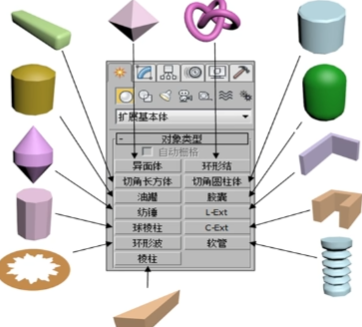 扩展基本体
- 对象类型
自动栅格
异面体 环形结
切角长方体 切角圆柱体
油罐 胶囊
纺锤 L-Ext
球棱柱 C-Ext
环形波 软管
棱柱